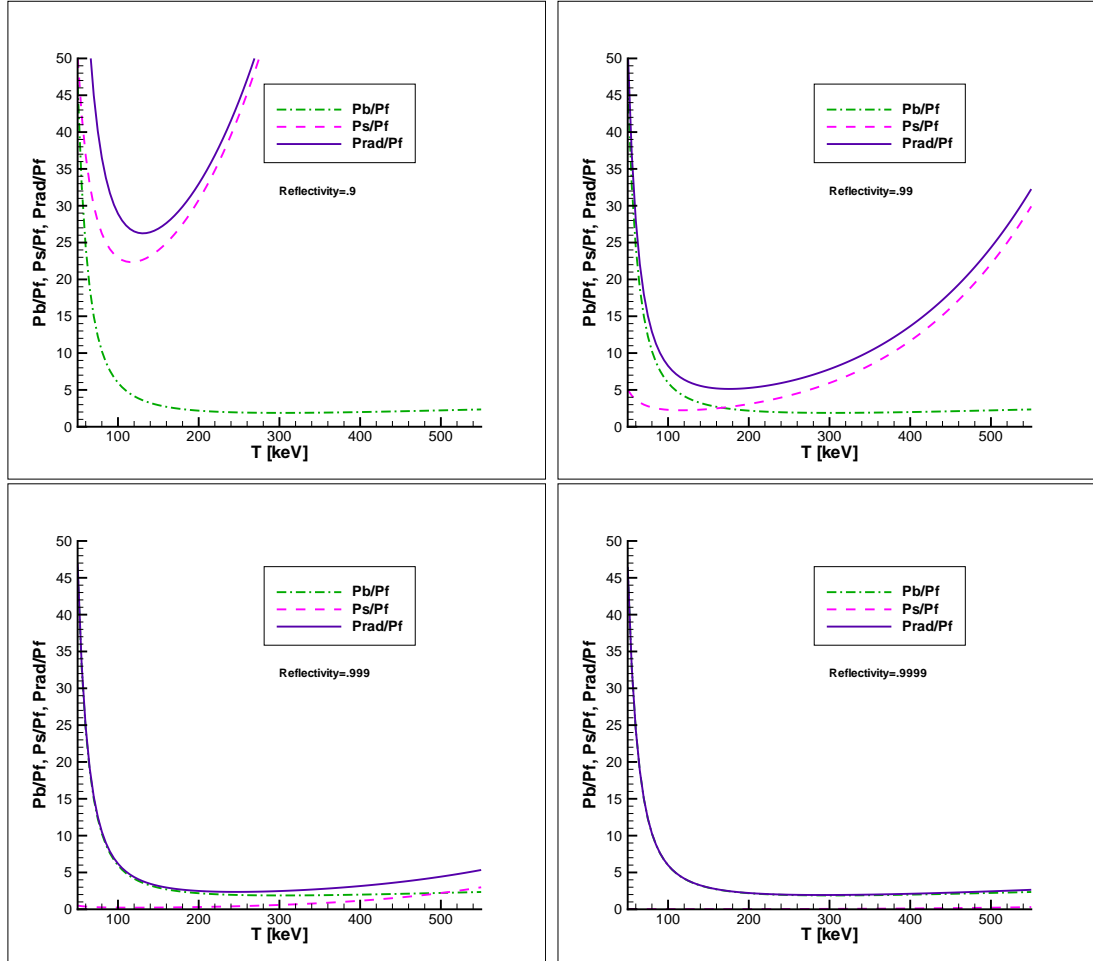 Pb/Pf, Ps/Pf, Prad/Pf
50
45
40
35
30
25
20
15
10
5
0
100
200
300
400
500
T [keV]
Pb/Pf
Ps/Pf
Prad/Pf
Reflectivity=.9
Pb/Pf, Ps/Pf, Prad/Pf
50
45
40
35
30
25
20
15
10
5
0
100
200
300
400
500
T [keV]
Pb/Pf
Ps/Pf
Prad/Pf
Reflectivity=.99
Pb/Pf, Ps/Pf, Prad/Pf
50
45
40
35
30
25
20
15
10
5
0
100
200
300
400
500
T [keV]
Pb/Pf
Ps/Pf
Prad/Pf
Reflectivity=.999
Pb/Pf, Ps/Pf, Prad/Pf
50
45
40
35
30
25
20
15
10
5
0
100
200
300
400
500
T [keV]
Pb/Pf
Ps/Pf
Prad/Pf
Reflectivity=.9999